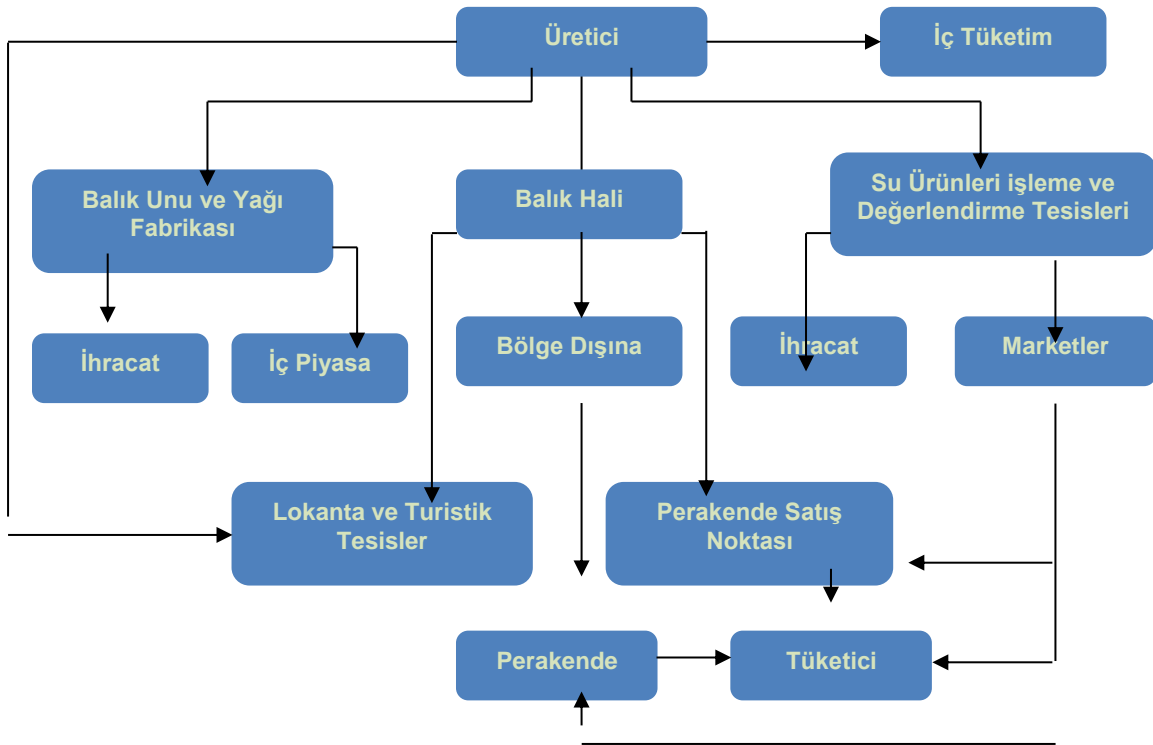 Üretici
İç Tüketim
Balık Unu ve Yağı
Fabrikası
Balık Hali
Su Ürünleri işleme ve
Değerlendirme Tesisleri
İhracat
İç Piyasa
Bölge Dışına
İhracat
Marketler
Lokanta ve Turistik
Tesisler
Perakende Satış
Noktası
Perakende
Tüketici